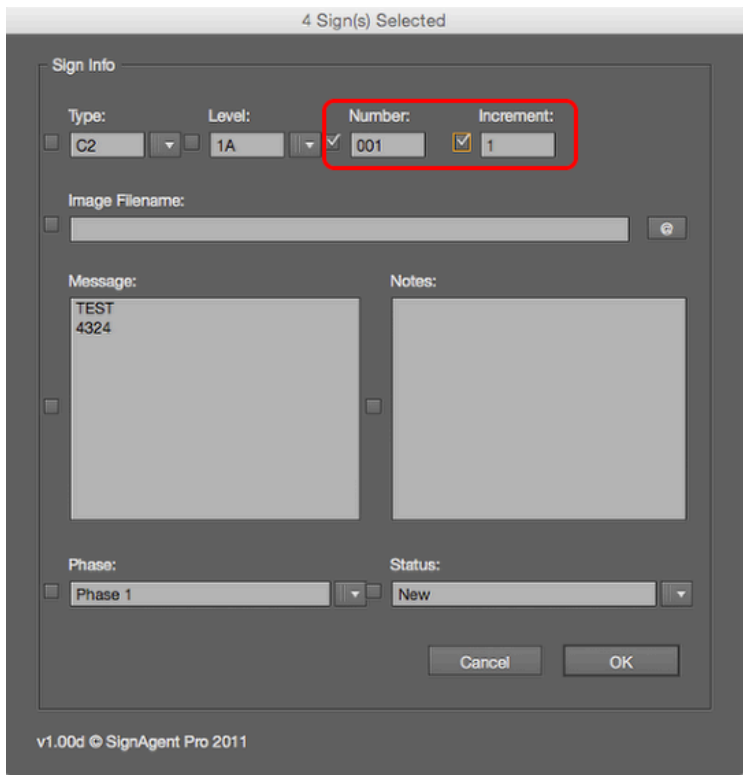 4 Sign(s) Selected
Sign Info
Type: Level: Number: Increment:
C2 1A 001 1
Image Filename:
@
Message: Notes:
TEST
4324
Phase: Status:
Phase 1 New
Cancel OK
v1.00d © SignAgent Pro 2011